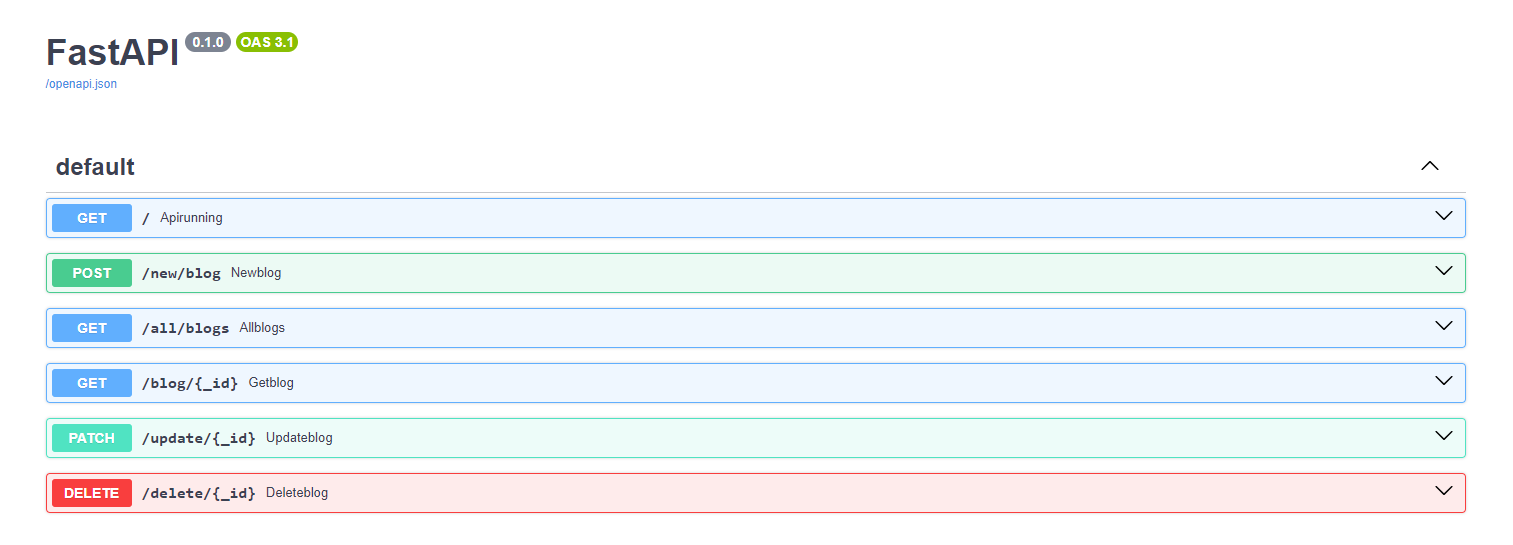 FastAPI 0.1.0 OAS 3.1
/openapi.json
default
GET / Apirunning
POST /new/blog Newblog
GET /all/blogs Allblogs
GET /blog/{_id} Getblog
PATCH /update/{_id} Updateblog
DELETE /delete/{_id} Deleteblog